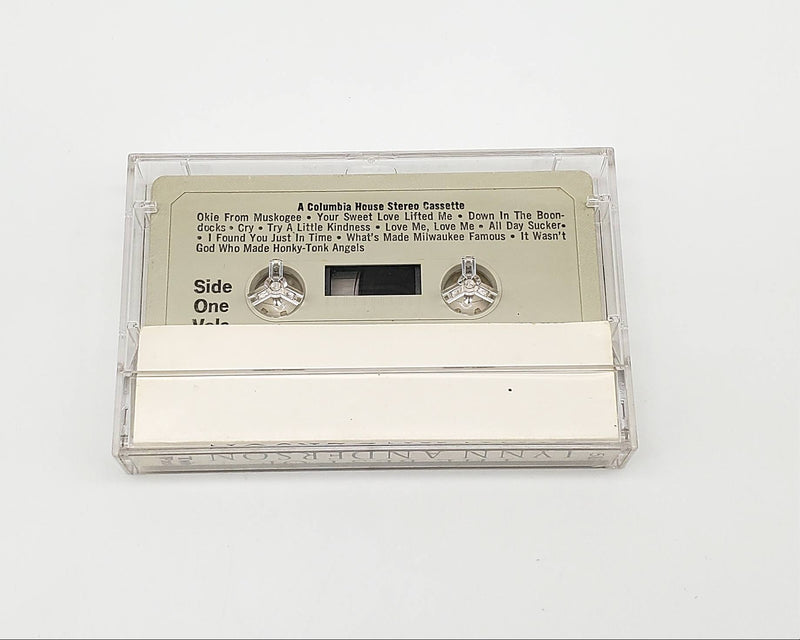 A Columbia House Stereo Cassette
Okie From Muskogee • Your Sweet Love Lifted Me • Down In The Boon-
docks • Cry • Try A Little Kindness • Love Me, Love Me • All Day Sucker•
• I Found You Just In Time • What's Made Milwaukee Famous • It Wasn't
God Who Made Honky-Tonk Angels
Side
One
LYNN ANDERSON